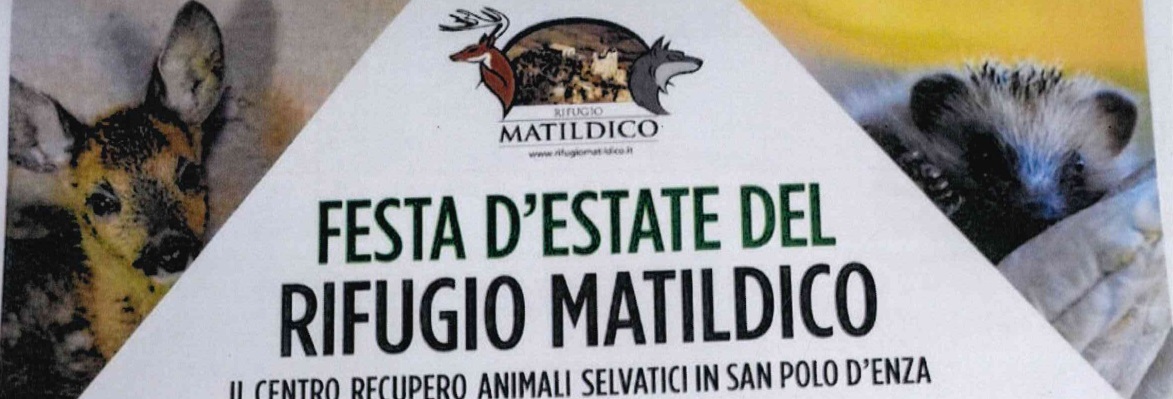 RIFUGIO
MATILDICO
www.rifugiomatildico.it
FESTA D'ESTATE DEL
RIFUGIO MATILDICO
IL CENTRO RECUPERO ANIMALI SELVATICI IN SAN POLO D'ENZA